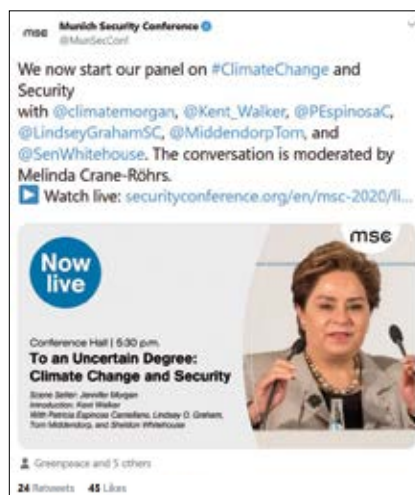 mse Munich Security Conference
@MunSecConf
We now start our panel on #ClimateChange and
Security
with @climatemorgan, @Kent_Walker, @PEspinosaC,
@LindseyGrahamSC, @MiddendorpTom, and
@SenWhitehouse. The conversation is moderated by
Melinda Crane-Röhrs.
Watch live: securityconference.org/en/msc-2020/li...
mse
Now
live
Conference Hall | 5:30 p.m.
To an Uncertain Degree:
Climate Change and Security
Scene Setter: Jennifer Morgan
Introduction: Kent Walker
With Patricia Espinosa Cantellano, Lindsey O. Graham,
Tom Middendorp, and Sheldon Whitehouse
Greenpeace and 5 others
24 Retweets 45 Likes